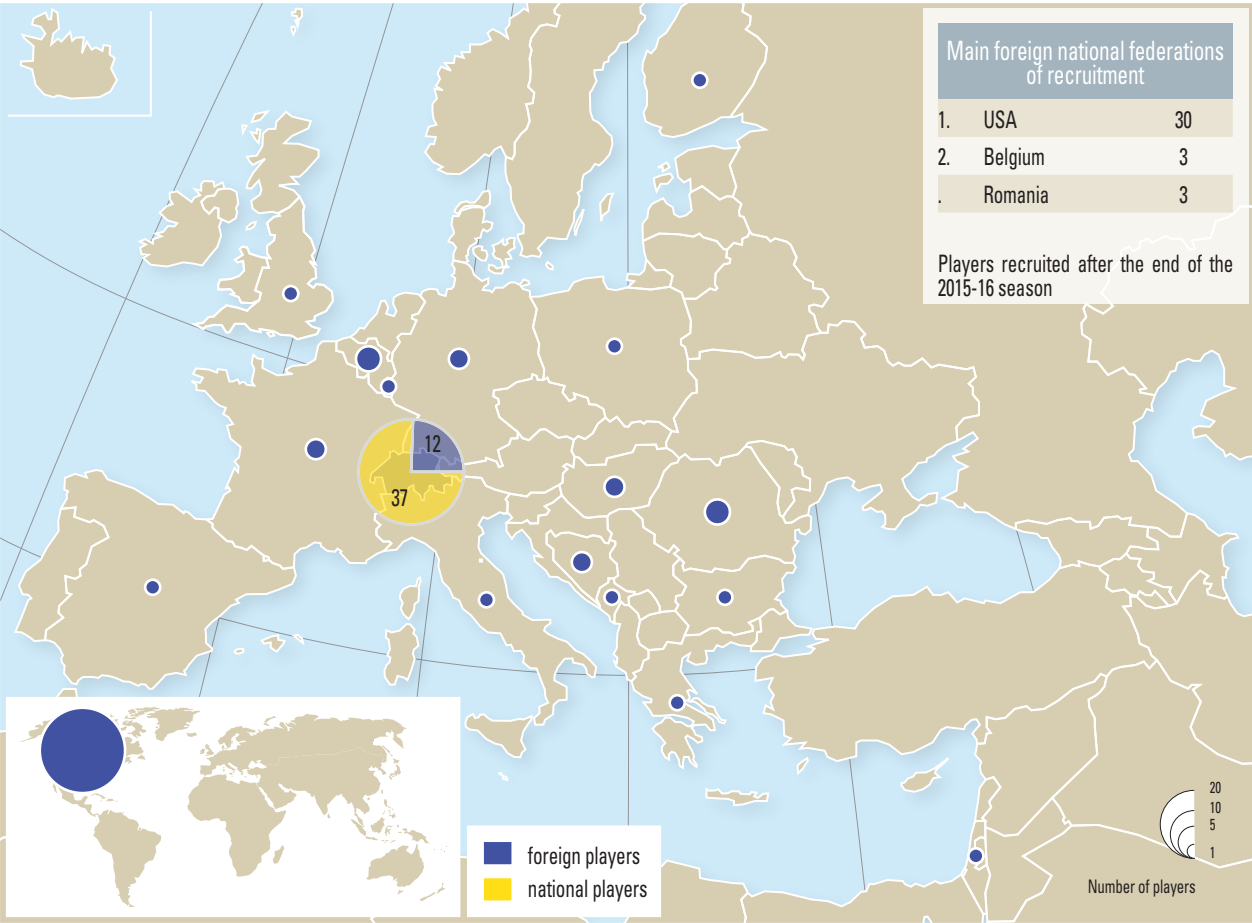 Main foreign national federations
of recruitment
1. USA 30
2. Belgium 3
. Romania 3
Players recruited after the end of the
2015-16 season
12
37
foreign players
national players
20
10
5
1
Number of players